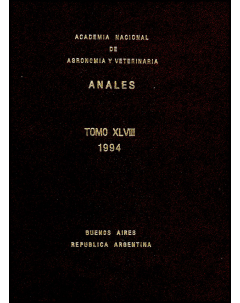 ACADEMIA NACIONAL
DE
AGRONOMIA Y VETERINARIA
ANALES
TOMO XLVIII
1994
BUENOS AIRES
REPUBLICA ARGENTINA